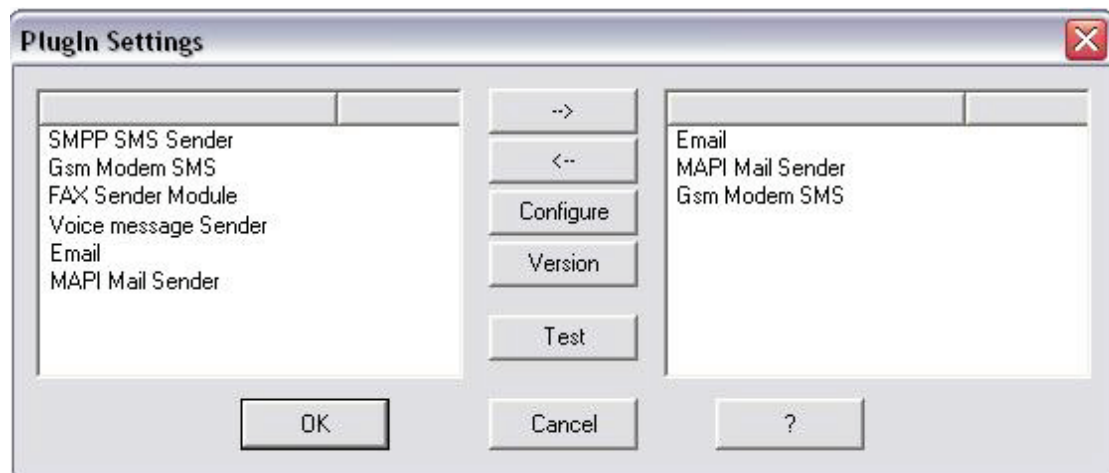 PlugIn Settings
SMPP SMS Sender
Gsm Modem SMS
FAX Sender Module
Voice message Sender
Email
MAPI Mail Sender
-->
<--
Configure
Version
Test
Email
MAPI Mail Sender
Gsm Modem SMS
OK
Cancel
?